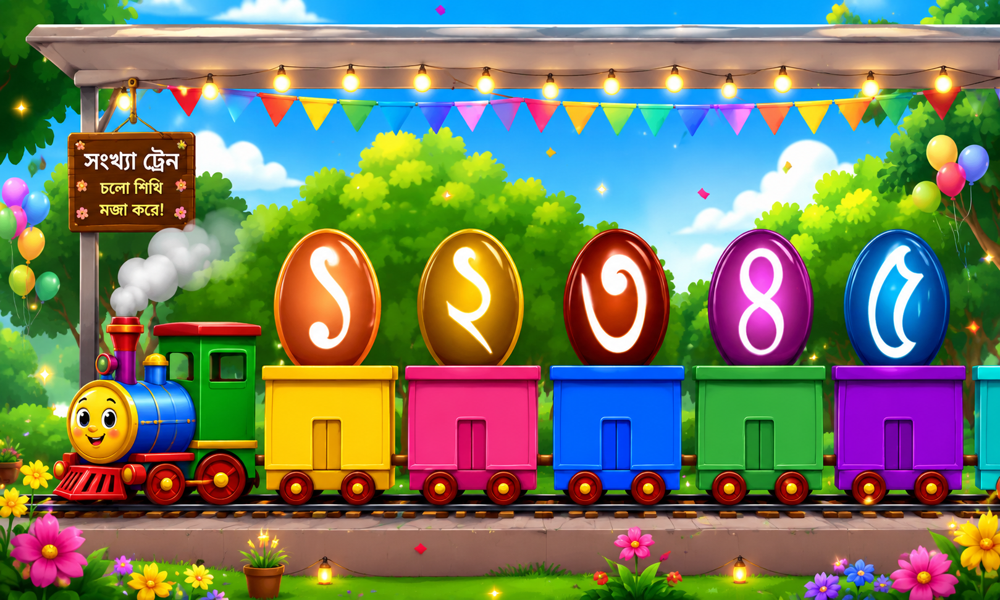 সংখ্যা ট্রেন
চলো শিখি
মজা করে!
১ ২ ৩ ৪ ৫